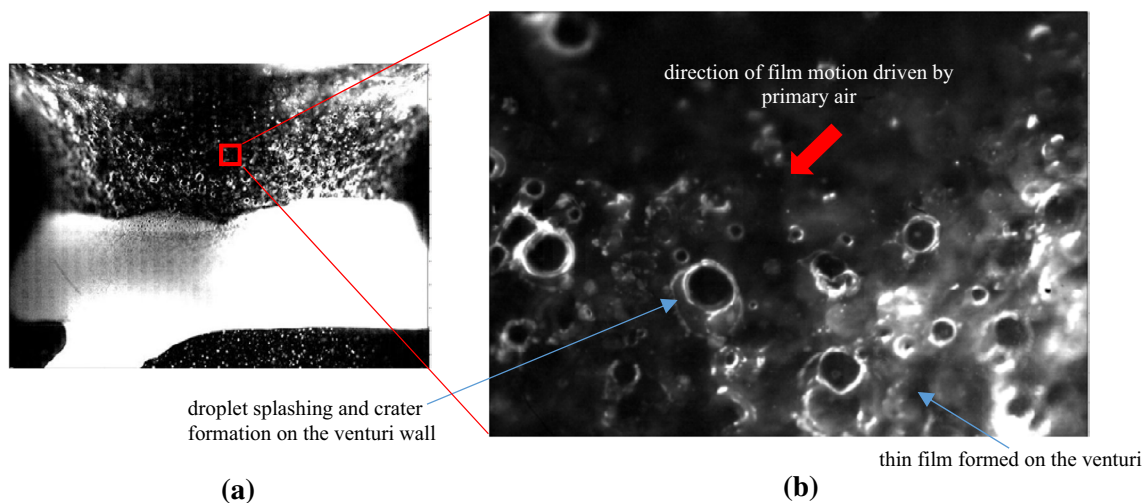 direction of film motion driven by
primary air
droplet splashing and crater
formation on the venturi wall
thin film formed on the venturi
(a)
(b)